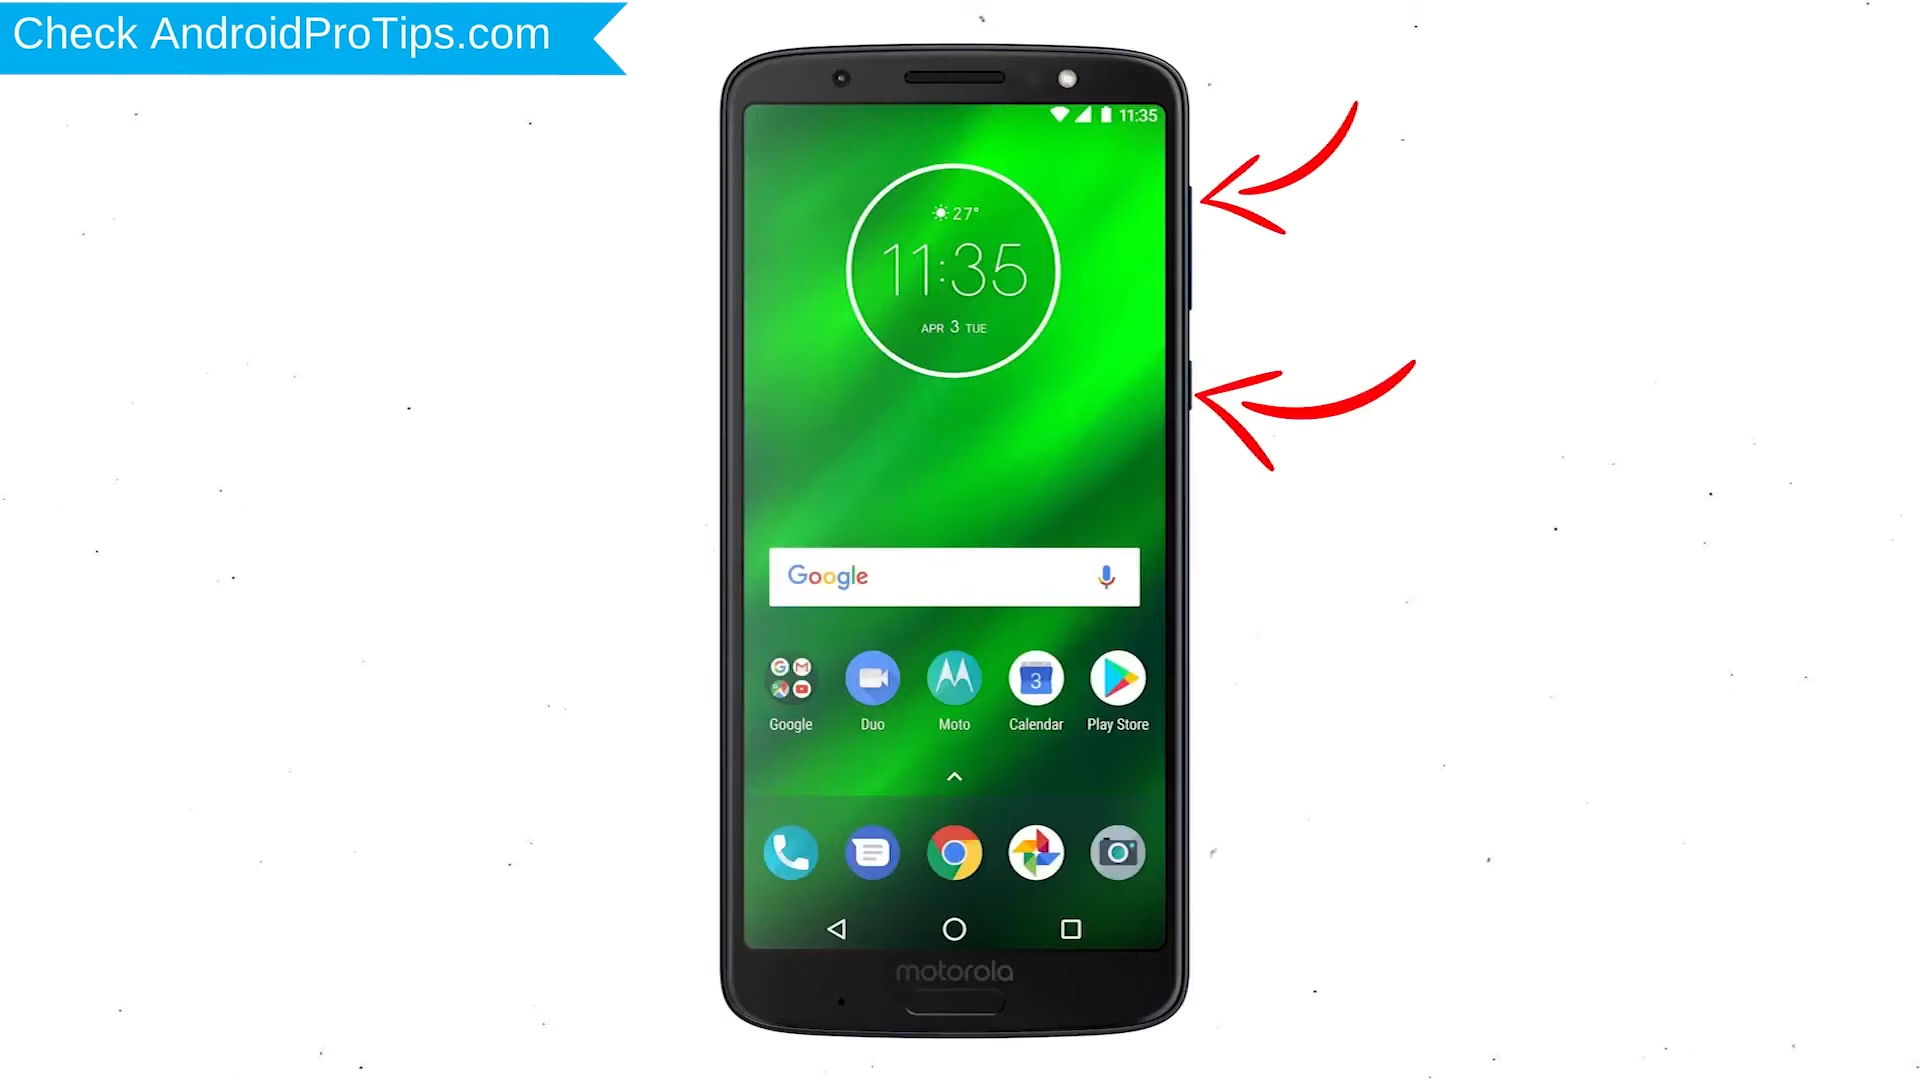 Check AndroidProTips.com
11:35
27°
11:35
APR 3 TUE
Google
3
Google Duo Moto Calendar Play Store
motorola